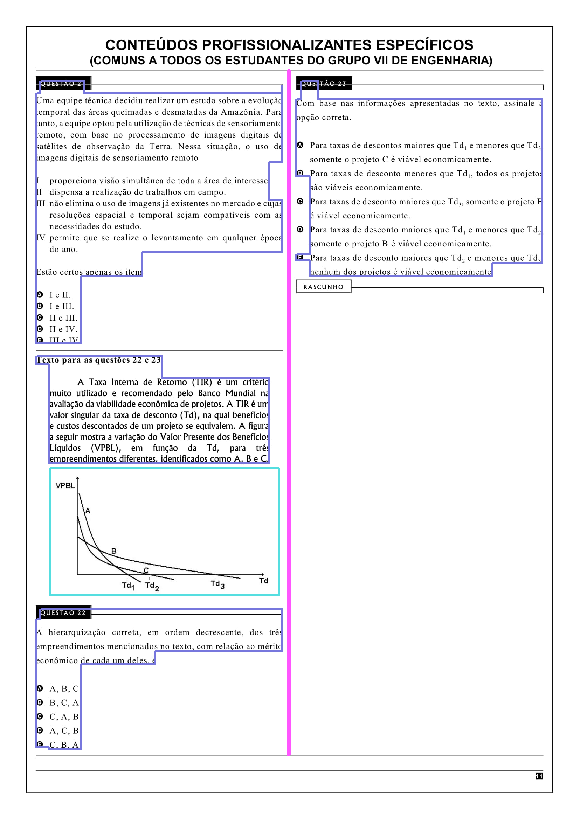 CONTEÚDOS PROFISSIONALIZANTES ESPECÍFICOS
(COMUNS A TODOS OS ESTUDANTES DO GRUPO VII DE ENGENHARIA)
QUESTÃO 2
Uma equipe técnica decidiu realizar um estudo sobre a evolução
temporal das áreas queimadas e desmatadas da Amazônia. Para
tanto, a equipe optou pela utilização de técnicas de sensoriamento
remoto, com base no processamento de imagens digitais de
satélites de observação da Terra. Nessa situação, o uso de
imagens digitais de sensoriamento remoto
I proporciona visão simultânea de toda a área de interesse.
II dispensa a realização de trabalhos em campo.
III não elimina o uso de imagens já existentes no mercado e cujas
resoluções espacial e temporal sejam compatíveis com as
necessidades do estudo.
IV permite que se realize o levantamento em qualquer época
do ano.
Estão certos apenas os itens
A I e II.
B I e III.
C II e III.
D II e IV.
E III e IV.
Texto para as questões 22 e 23
A Taxa Interna de Retorno (TIR) é um critério
muito utilizado e recomendado pelo Banco Mundial na
avaliação da viabilidade econômica de projetos. A TIR é um
valor singular da taxa de desconto (Td), na qual benefícios
e custos descontados de um projeto se equivalem. A figura
a seguir mostra a variação do Valor Presente dos Benefícios
Líquidos (VPBL), em função da Td, para três
empreendimentos diferentes, identificados como A, B e C.
VPBL
A
B
C
Td1 Td2 Td3 Td
QUESTÃO 22
A hierarquização correta, em ordem decrescente, dos três
empreendimentos mencionados no texto, com relação ao mérito
econômico de cada um deles, é
A A, B, C
B B, C, A
C C, A, B
D A, C, B
E C, B, A
QUESTÃO 23
Com base nas informações apresentadas no texto, assinale a
opção correta.
A Para taxas de descontos maiores que Td1 e menores que Td
somente o projeto C é viável economicamente.
B Para taxas de desconto menores que Td1, todos os projetos
são viáveis economicamente.
C Para taxas de desconto maiores que Td3, somente o projeto B
é viável economicamente.
D Para taxas de desconto maiores que Td1 e menores que Td
somente o projeto B é viável economicamente.
E Para taxas de desconto maiores que Td2 e menores que Td
nenhum dos projetos é viável economicamente
RASCUNHO